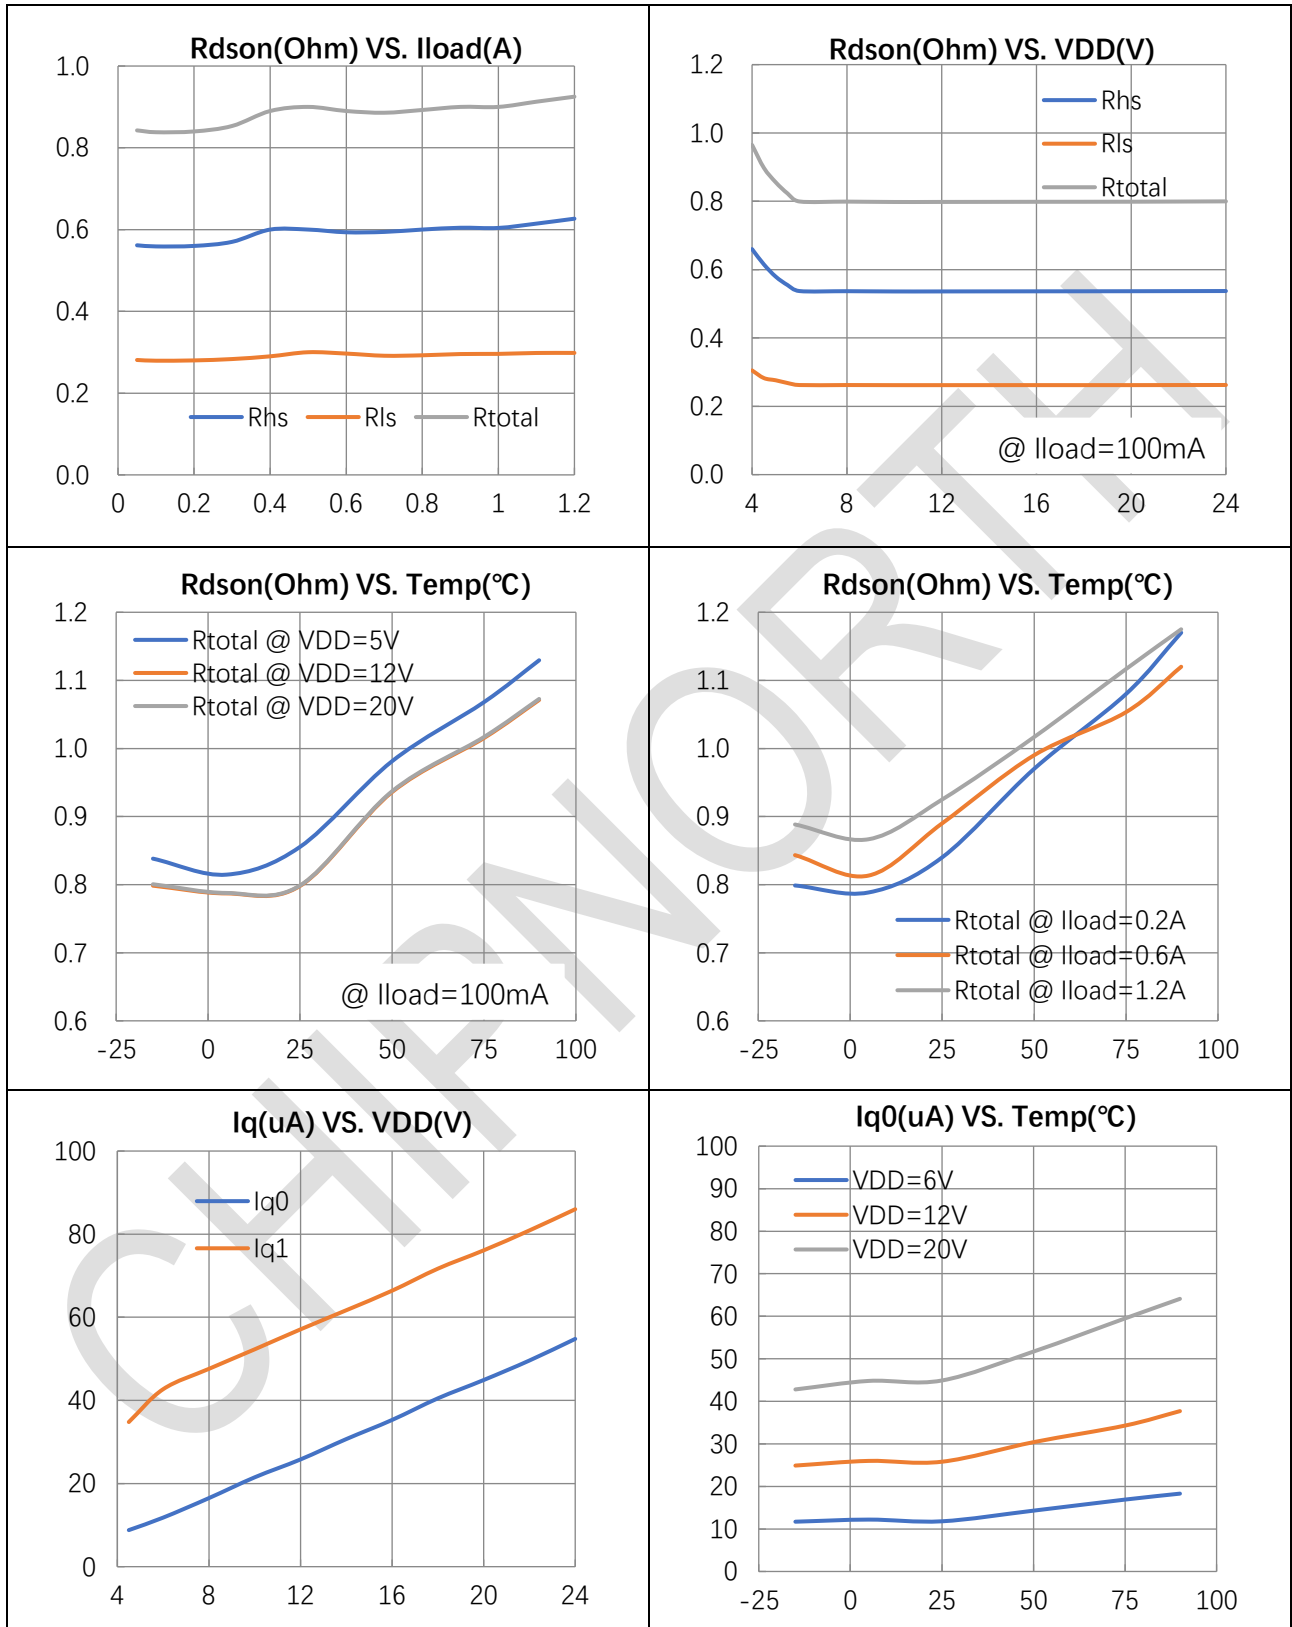 Rdson(Ohm) VS. Iload(A)
1.0
0.8
0.6
0.4
0.2
0.0
Rhs Rls Rtotal
0 0.2 0.4 0.6 0.8 1 1.2
Rdson(Ohm) VS. VDD(V)
1.2
1.0
0.8
0.6
0.4
0.2
0.0
Rhs
Rls
Rtotal
@ Iload=100mA
4 8 12 16 20 24
Rdson(Ohm) VS. Temp(℃)
1.2
1.1
1.0
0.9
0.8
0.7
0.6
Rtotal @ VDD=5V
Rtotal @ VDD=12V
Rtotal @ VDD=20V
@ Iload=100mA
-25 0 25 50 75 100
Rdson(Ohm) VS. Temp(℃)
1.2
1.1
1.0
0.9
0.8
0.7
0.6
Rtotal @ Iload=0.2A
Rtotal @ Iload=0.6A
Rtotal @ Iload=1.2A
-25 0 25 50 75 100
Iq(uA) VS. VDD(V)
100
80
60
40
20
0
Iq0
Iq1
4 8 12 16 20 24
Iq0(uA) VS. Temp(℃)
100
90
80
70
60
50
40
30
20
10
0
VDD=6V
VDD=12V
VDD=20V
-25 0 25 50 75 100
CHIPNORTH